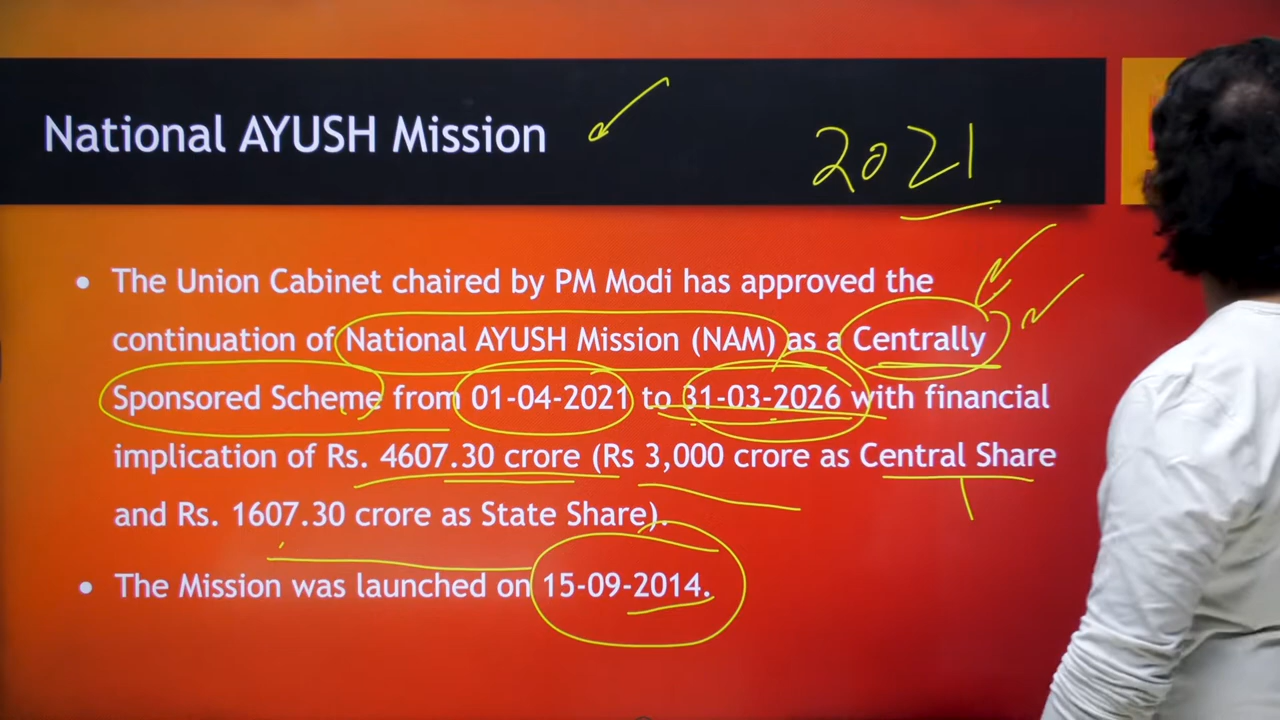 National AYUSH Mission
2021
• The Union Cabinet chaired by PM Modi has approved the
continuation of National AYUSH Mission (NAM) as a Centrally
Sponsored Scheme from 01-04-2021 to 31-03-2026 with financial
implication of Rs. 4607.30 crore (Rs 3,000 crore as Central Share
and Rs. 1607.30 crore as State Share).
• The Mission was launched on 15-09-2014.